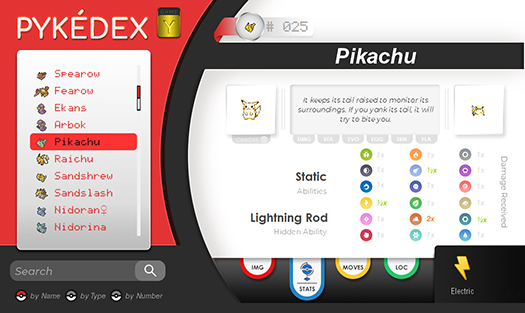 PYKÉDEX
GAME
Y
# 025
Pikachu
Spearow
Fearow
Ekans
Arbok
Pikachu
Raichu
Sandshrew
Sandslash
Nidoran♀
Nidorina
It keeps its tail raised to monitor its
surroundings. If you yank its tail, it will
try to bite you.
Static
Abilities
Lightning Rod
Hidden Ability
1x 1x 1x
1x ½x 1x
1x 1x 1x
1x 1x 1x
1x 2x ½x
1x 1x 1x
Damage Received
Search
by Name by Type by Number
IMG
STATS
MOVES
LOC
Electric